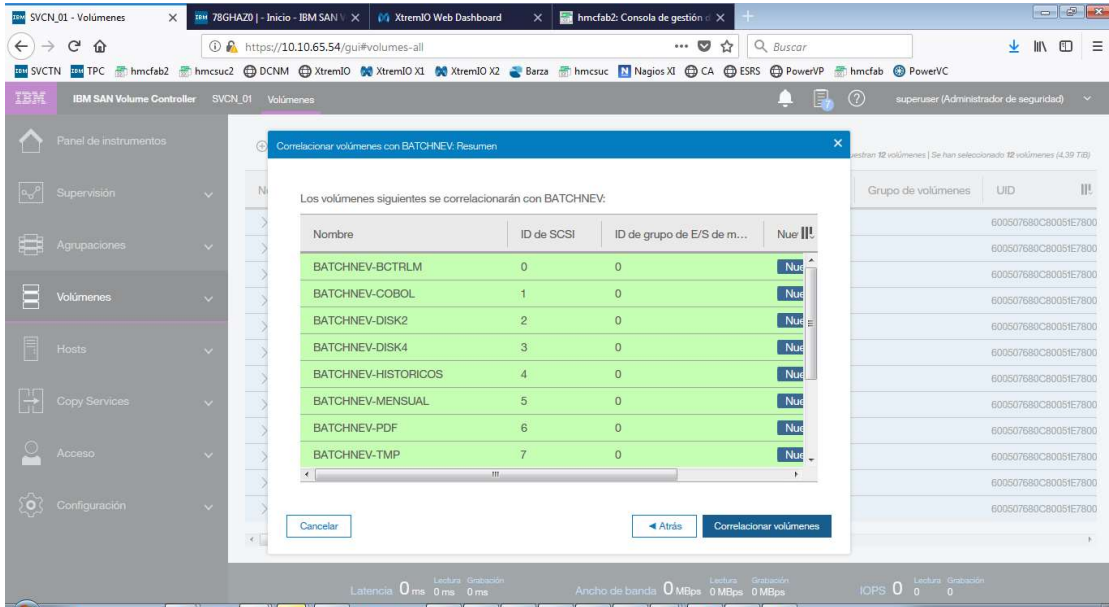 SVCN_01 - Volúmenes
78GHAZ0 | - Inicio - IBM SAN V
XtremIO Web Dashboard
hmcfab2: Consola de gestión d
https://10.10.65.54/gui#volumes-all
Buscar
SVCTN TPC hmcfab2 hmcsuc2 DCNM XtremIO XtremIO X1 XtremIO X2 Barza hmcsuc Nagios XI CA ESRS PowerVP hmcfab PowerVC
IBM IBM SAN Volume Controller SVCN_01 Volúmenes superuser (Administrador de seguridad)
Panel de instrumentos
Supervisión
Agrupaciones
Volúmenes
Hosts
Copy Services
Acceso
Configuración
Correlacionar volúmenes con BATCHNEV: Resumen
uestran 12 volúmenes | Se han seleccionado 12 volúmenes (4,39 TiB)
Grupo de volúmenes UID
Los volúmenes siguientes se correlacionarán con BATCHNEV:
Nombre ID de SCSI ID de grupo de E/S de m... Nue
BATCHNEV-BCTRLM 0 0 Nue
BATCHNEV-COBOL 1 0 Nue
BATCHNEV-DISK2 2 0 Nue
BATCHNEV-DISK4 3 0 Nue
BATCHNEV-HISTORICOS 4 0 Nue
BATCHNEV-MENSUAL 5 0 Nue
BATCHNEV-PDF 6 0 Nue
BATCHNEV-TMP 7 0 Nue
Cancelar Atrás Correlacionar volúmenes
600507680C80051E7800
600507680C80051E7800
600507680C80051E7800
600507680C80051E7800
600507680C80051E7800
600507680C80051E7800
600507680C80051E7800
600507680C80051E7800
600507680C80051E7800
600507680C80051E7800
600507680C80051E7800
600507680C80051E7800
Latencia 0 ms Lectura 0 ms Grabación 0 ms
Ancho de banda 0 MBps Lectura 0 MBps Grabación 0 MBps
IOPS 0 Lectura 0 Grabación 0